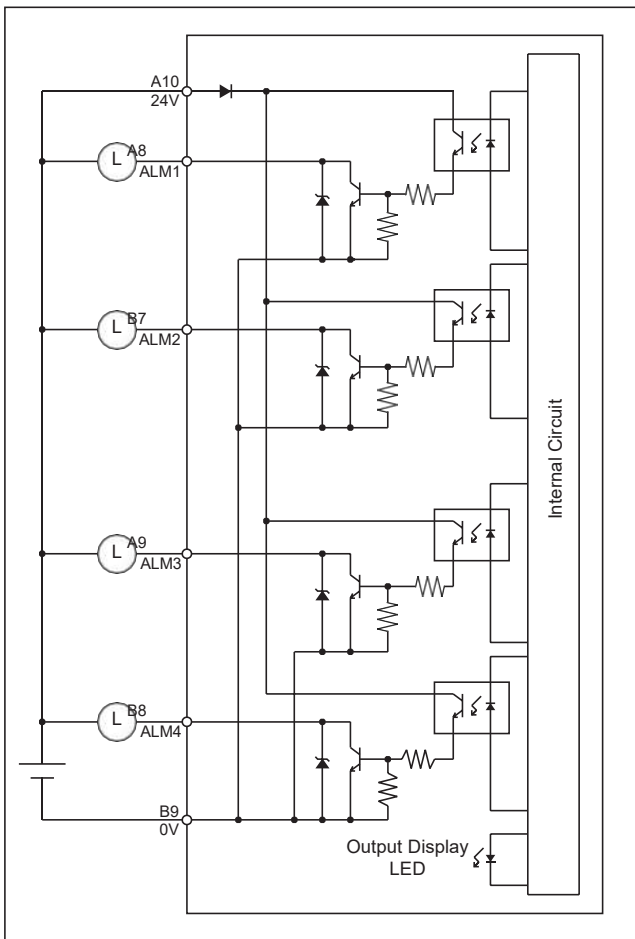 A10
24V
L A8
ALM1
L B7
ALM2
L A9
ALM3
L B8
ALM4
B9
0V
Output Display
LED
Internal Circuit